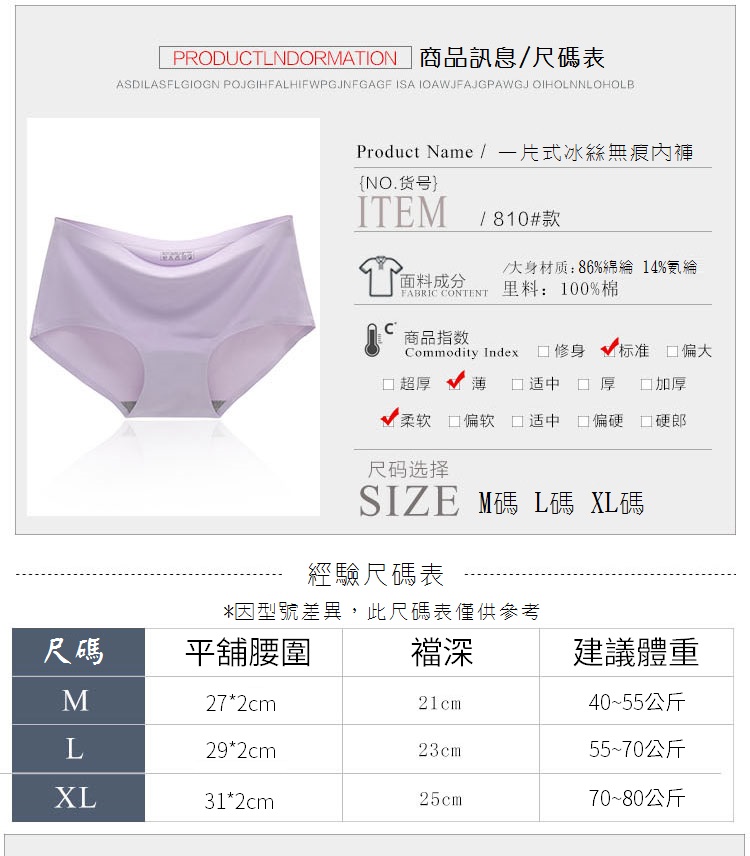 PRODUCTLNDORMATION 商品訊息/尺碼表
ASDILASFLGIOGN POJGIHFALHIFWPGJNFGAGF ISA IOAWJFAJGPAWGJ OIHOLNNLOHOLB
Product Name / 一片式冰絲無痕內褲
{NO.货号}
ITEM / 810#款
面料成分 /大身材质:86%綿綸 14%氨綸
FABRIC CONTENT 里料: 100%棉
C° 商品指数
Commodity Index 修身 标准 偏大
超厚 薄 适中 厚 加厚
柔软 偏软 适中 偏硬 硬郎
尺码选择
SIZE M碼 L碼 XL碼
經驗尺碼表
*因型號差異，此尺碼表僅供參考
尺碼 平舖腰圍 襠深 建議體重
M 27*2cm 21cm 40~55公斤
L 29*2cm 23cm 55~70公斤
XL 31*2cm 25cm 70~80公斤